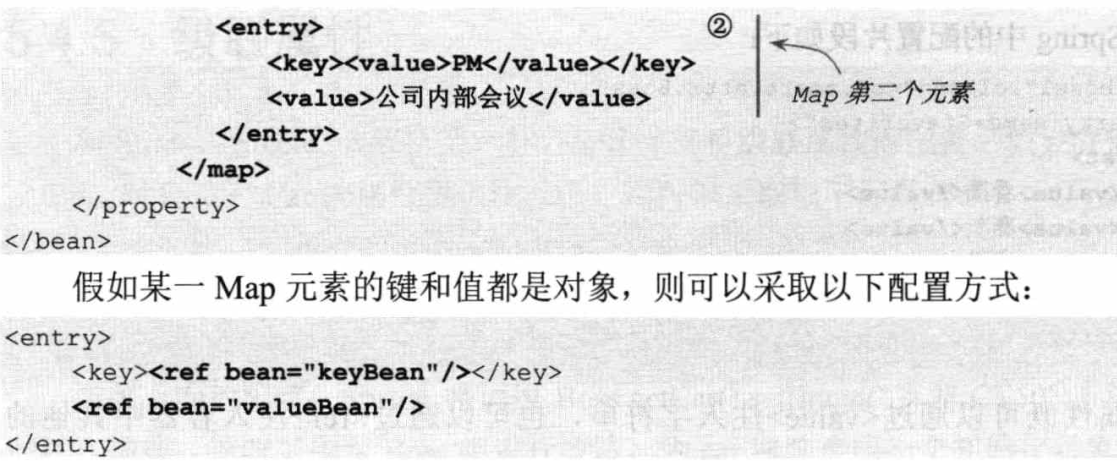 <entry> ②
<key><value>PM</value></key>
<value>公司内部会议</value> Map 第二个元素
</entry>
</map>
</property>
</bean>
假如某一 Map 元素的键和值都是对象，则可以采取以下配置方式：
<entry>
<key><ref bean="keyBean"/></key>
<ref bean="valueBean"/>
</entry>